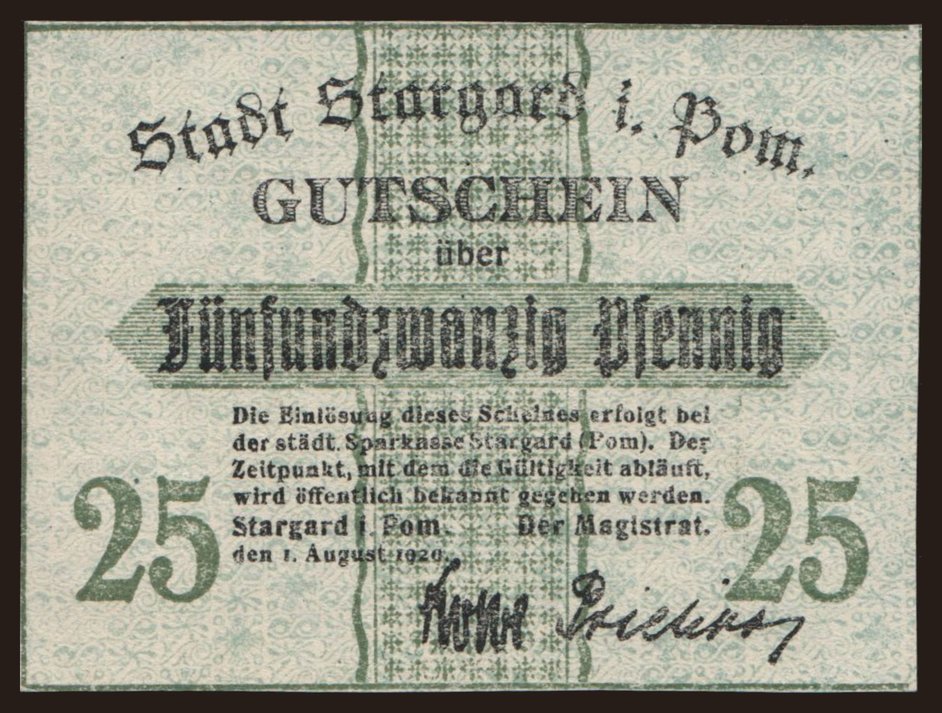 Stadt Stargard i. Pom.
GUTSCHEIN
über
Fünfundzwanzig Pfennig
Die Einlösung dieses Scheines erfolgt bei
der städt. Sparkasse Stargard (Pom). Der
Zeitpunkt, mit dem die Gültigkeit abläuft,
wird öffentlich bekannt gegeben werden.
Stargard i. Pom. Der Magistrat.
den 1. August 1920.
25 25